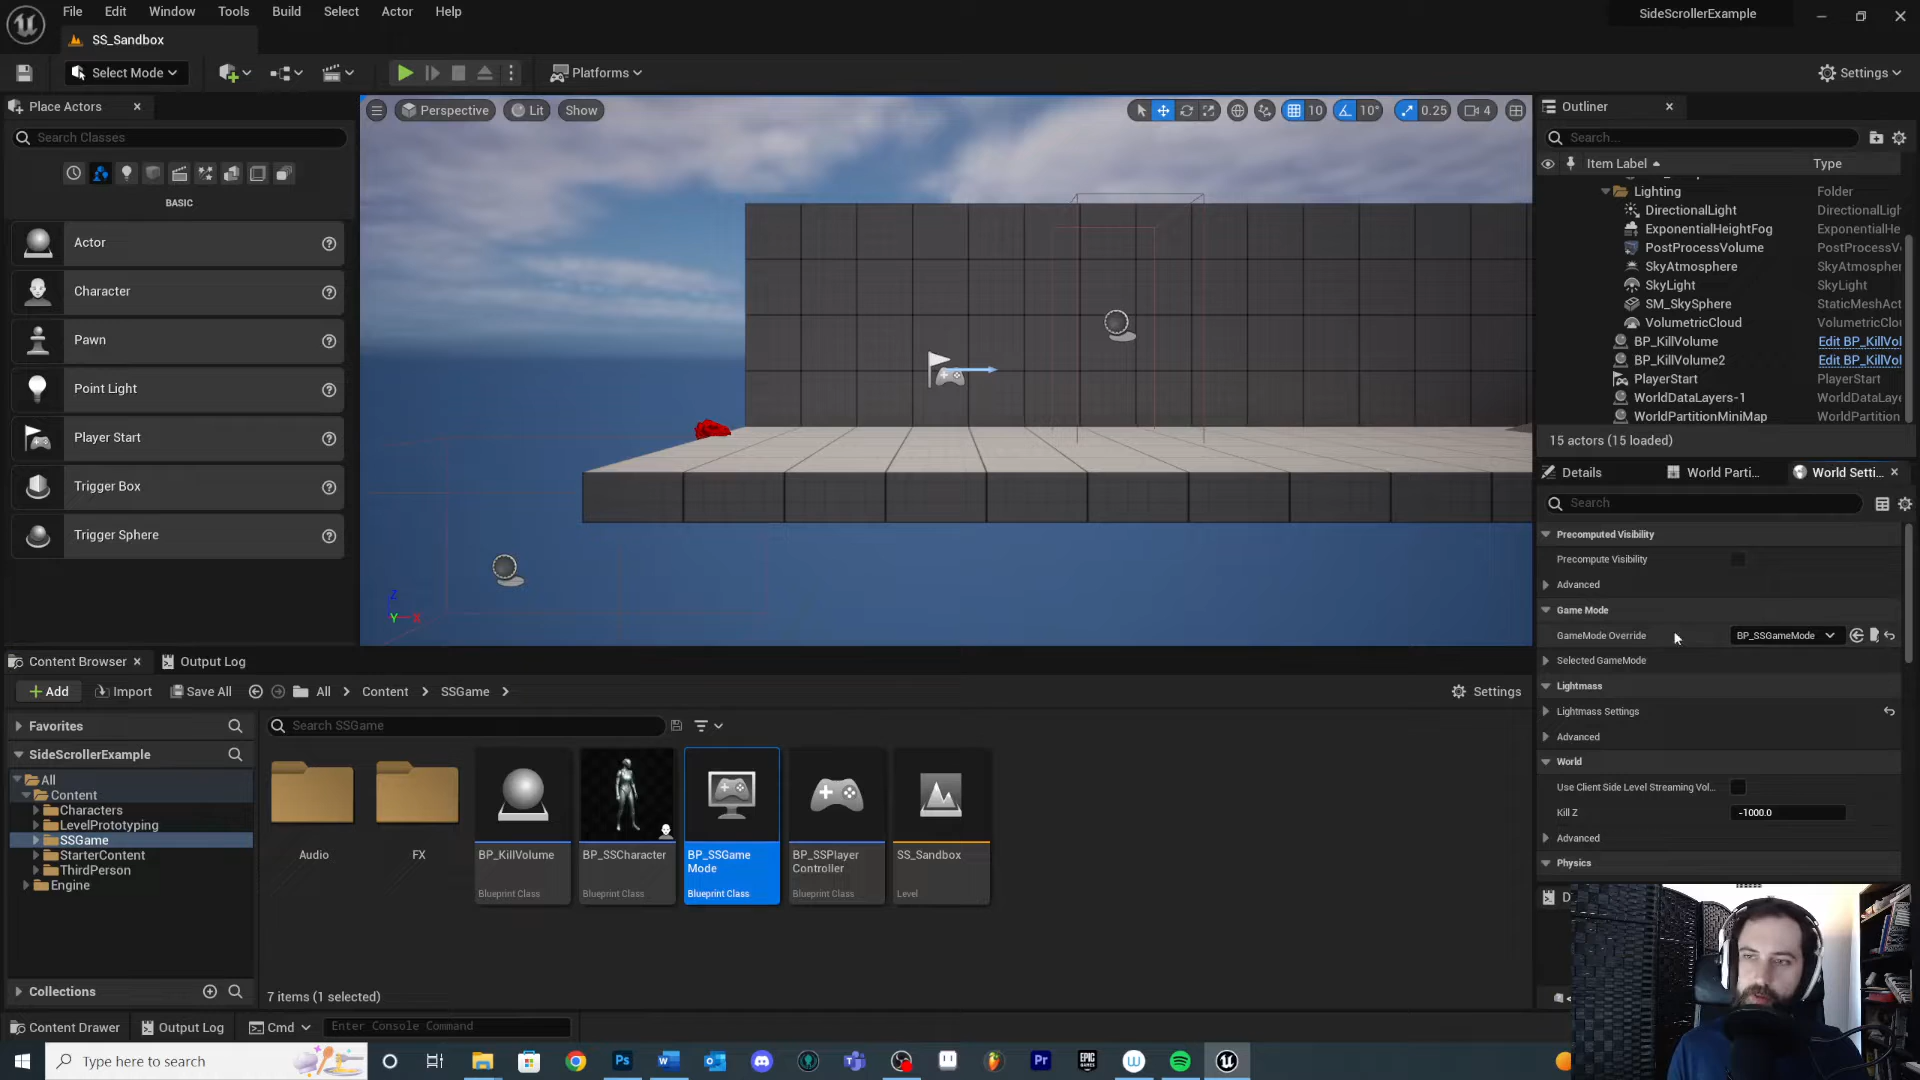 File Edit Window Tools Build Select Actor Help
SideScrollerExample
SS_Sandbox
Select Mode
Platforms
Settings
Place Actors
Search Classes
BASIC
Actor
Character
Pawn
Point Light
Player Start
Trigger Box
Trigger Sphere
Perspective Lit Show
10 10° 0.25 4
Z
Y X
Outliner
Search...
Item Label Type
Lighting Folder
DirectionalLight DirectionalLigh
ExponentialHeightFog ExponentialHe
PostProcessVolume PostProcessV
SkyAtmosphere SkyAtmospher
SkyLight SkyLight
SM_SkySphere StaticMeshAct
VolumetricCloud VolumetricClo
BP_KillVolume Edit BP_KillVol
BP_KillVolume2 Edit BP_KillVol
PlayerStart PlayerStart
WorldDataLayers-1 WorldDataLaye
WorldPartitionMiniMap WorldPartition
15 actors (15 loaded)
Details World Parti... World Setti...
Search
Precomputed Visibility
Precompute Visibility
Advanced
Game Mode
GameMode Override BP_SSGameMode
Selected GameMode
Lightmass
Lightmass Settings
Advanced
World
Use Client Side Level Streaming Vol...
Kill Z -1000.0
Advanced
Physics
Content Browser Output Log
Add Import Save All All Content SSGame Settings
Favorites
SideScrollerExample
All
Content
Characters
LevelPrototyping
SSGame
StarterContent
ThirdPerson
Engine
Collections
Search SSGame
Audio
FX
BP_KillVolume
Blueprint Class
BP_SSCharacter
Blueprint Class
BP_SSGame
Mode
Blueprint Class
BP_SSPlayer
Controller
Blueprint Class
SS_Sandbox
Level
7 items (1 selected)
Content Drawer Output Log Cmd Enter Console Command
Type here to search
Ps
Pr
EPIC
GAMES